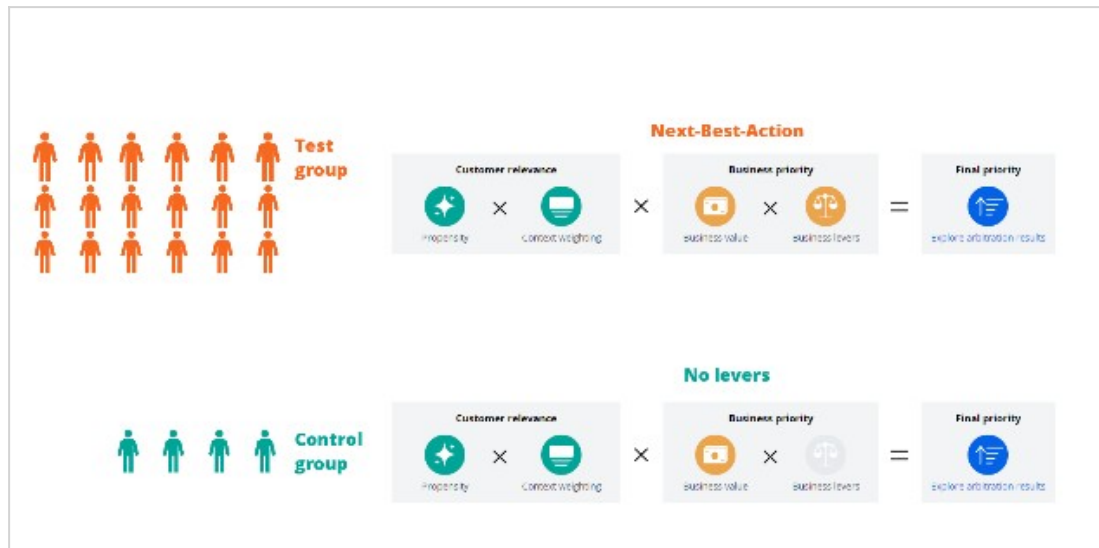 Next-Best-Action
Test
group
Customer relevance
Business priority
Final priority
×
×
×
=
Propensity
Context weighting
Business value
Business levers
Explore arbitration results
No levers
Control
group
Customer relevance
Business priority
Final priority
×
×
×
=
Propensity
Context weighting
Business value
Business levers
Explore arbitration results